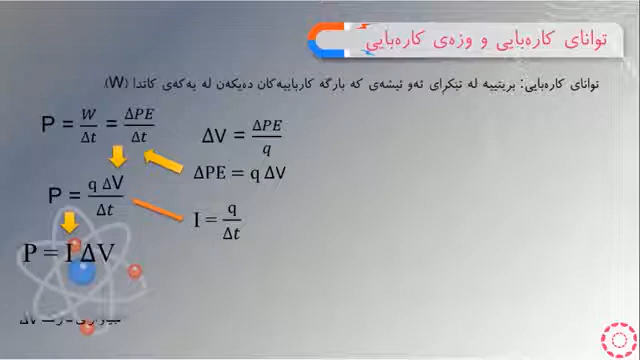 توانای کارەبایی و وزەی کارەبایی
توانای کارەبایی: بریتییە لە تێکڕای ئەو ئیشەی کە بارگە کارباییەکان دەیکەن لە یەکەی کاتدا (W)
P = W/Δt = ΔPE/Δt
ΔV = ΔPE/q
ΔPE = q ΔV
P = q ΔV/Δt
I = q/Δt
P = I ΔV